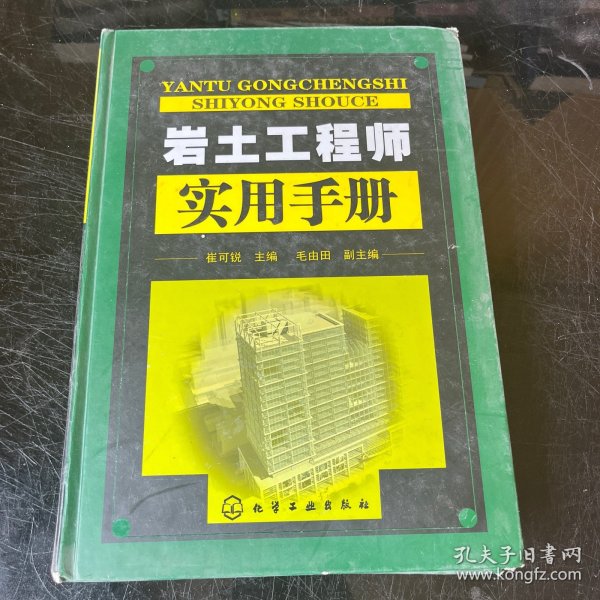 YANTU GONGCHENGSHI
SHIYONG SHOUCE
岩土工程师
实用手册
崔可锐 主编 毛由田 副主编
化学工业出版社
孔夫子旧书网
www.kongfz.com